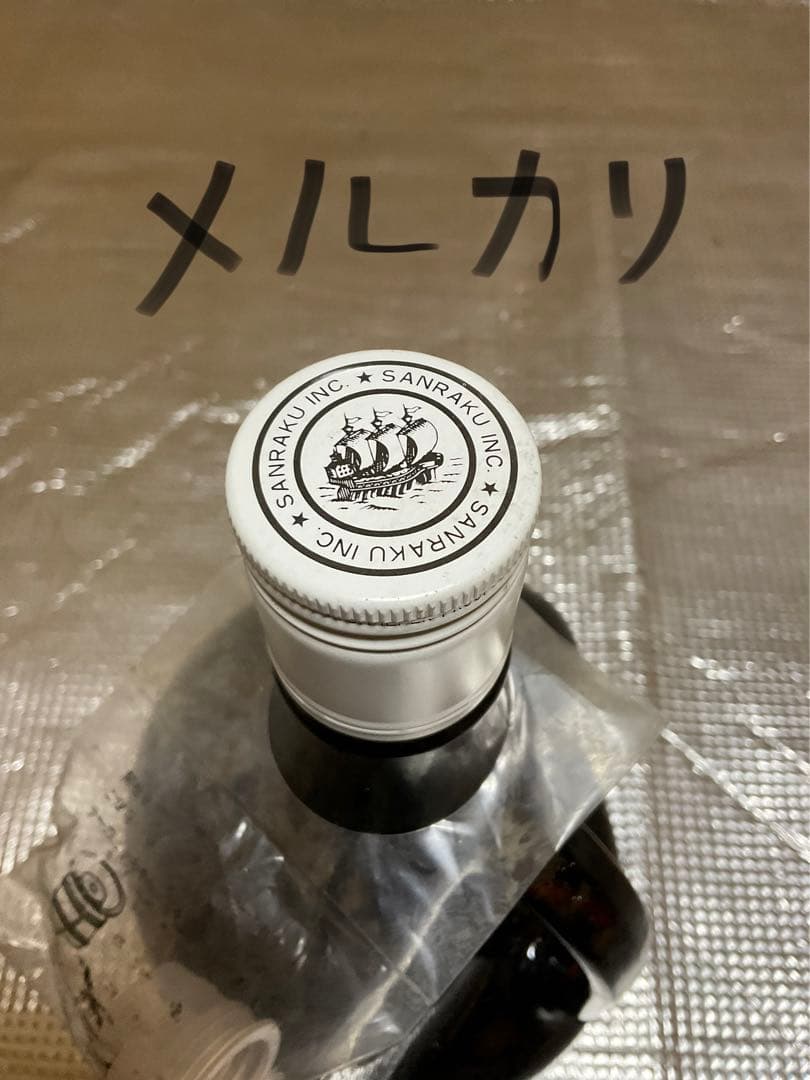 メルカリ
SANRAKU INC. ★ SANRAKU INC. ★ SANRAKU INC. ★